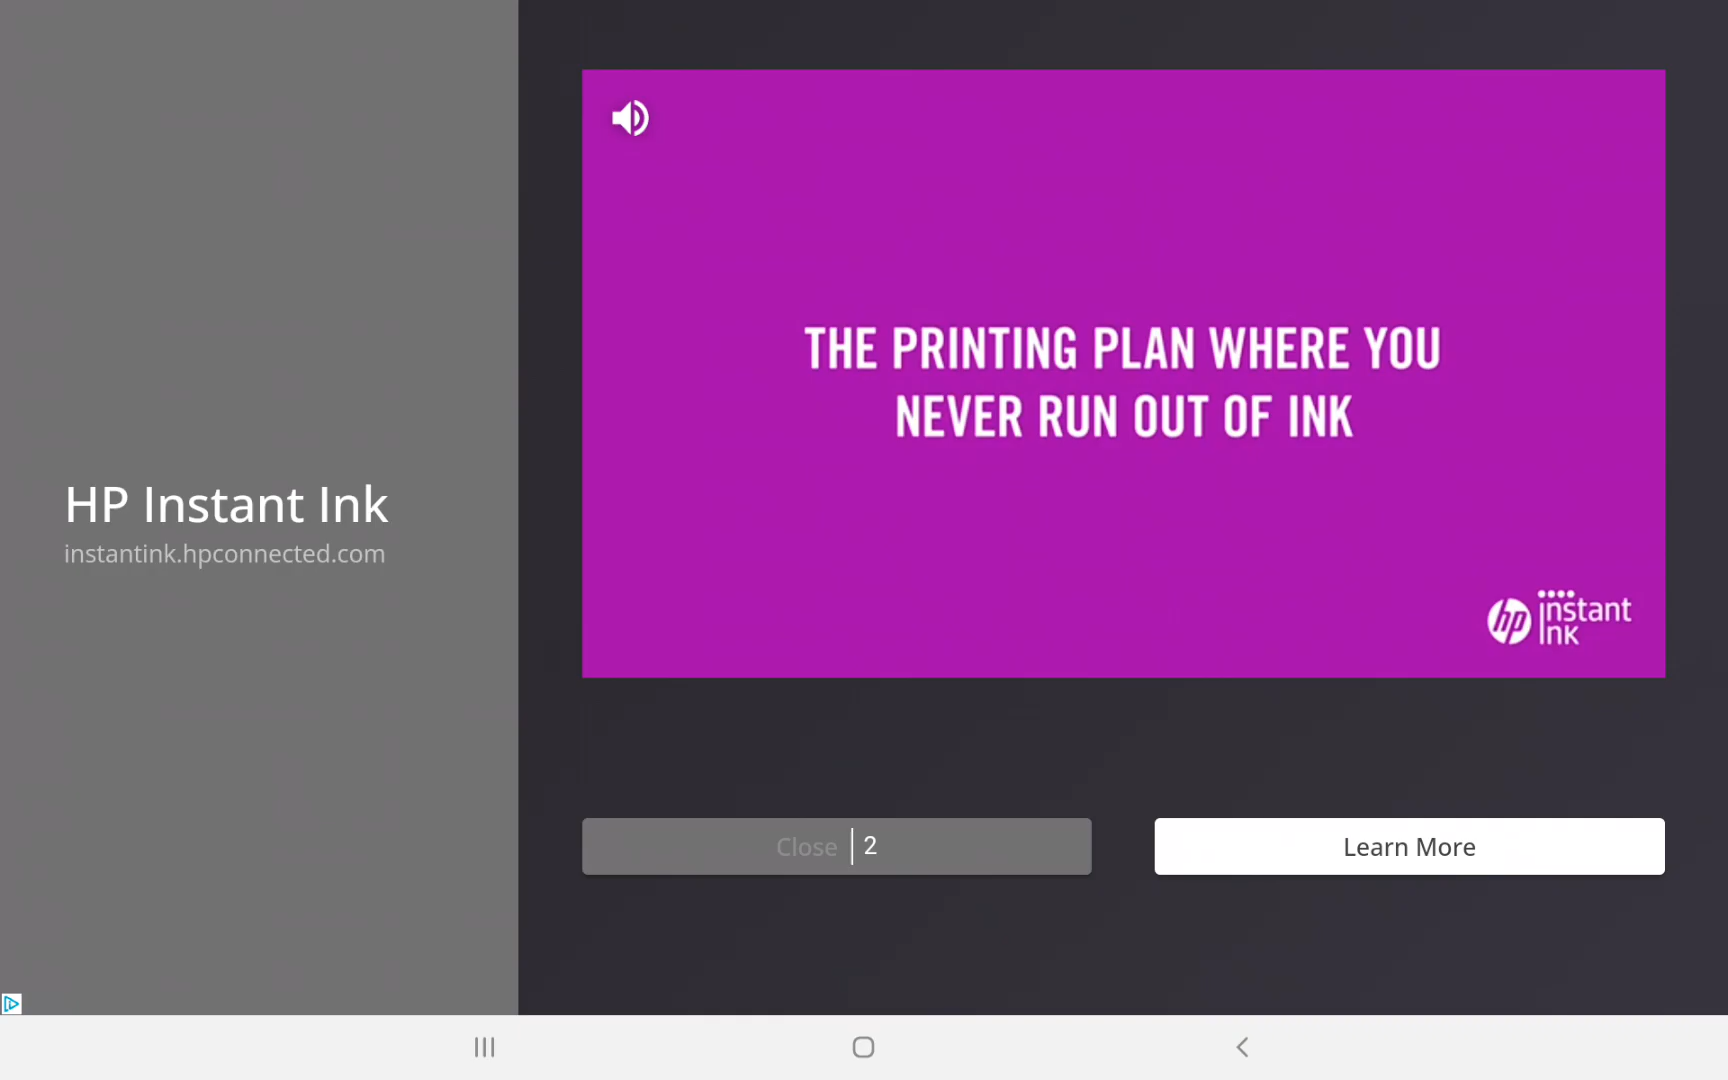 HP Instant Ink
instantink.hpconnected.com
THE PRINTING PLAN WHERE YOU
NEVER RUN OUT OF INK
hp instant
ink
Close | 2
Learn More